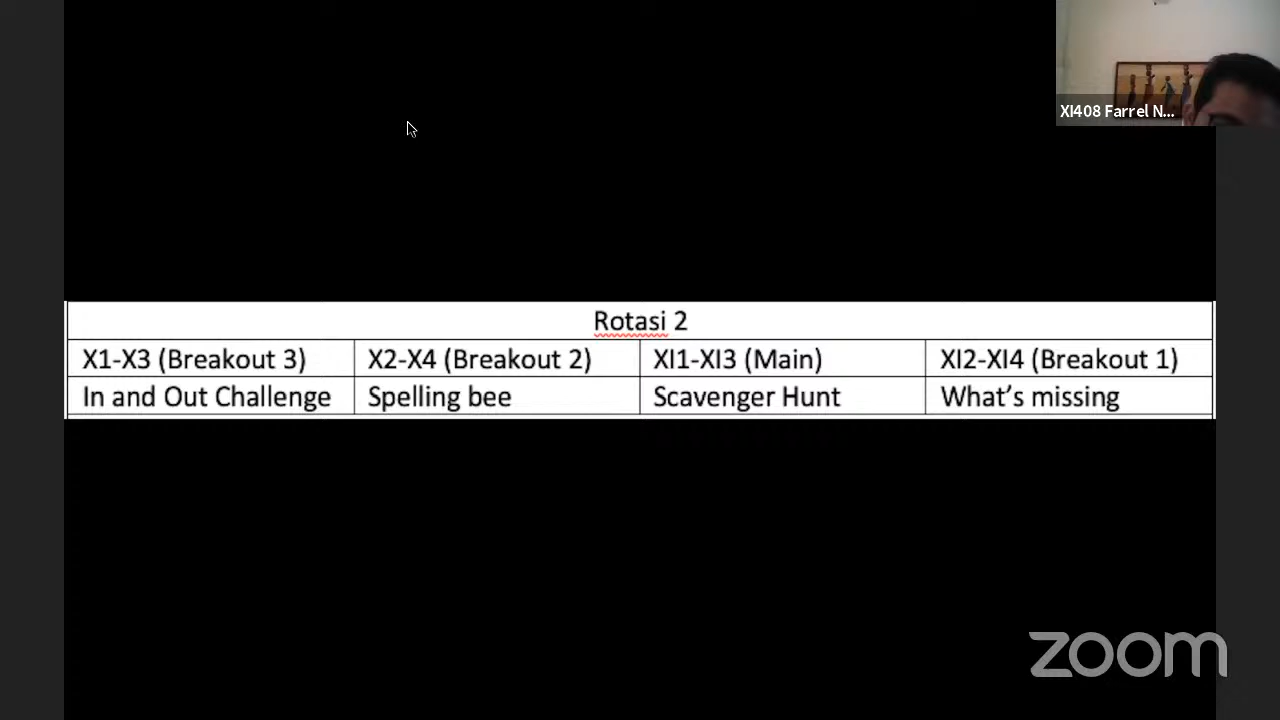 XI408 Farrel N...
Rotasi 2
X1-X3 (Breakout 3) X2-X4 (Breakout 2) XI1-XI3 (Main) XI2-XI4 (Breakout 1)
In and Out Challenge Spelling bee Scavenger Hunt What’s missing
zoom